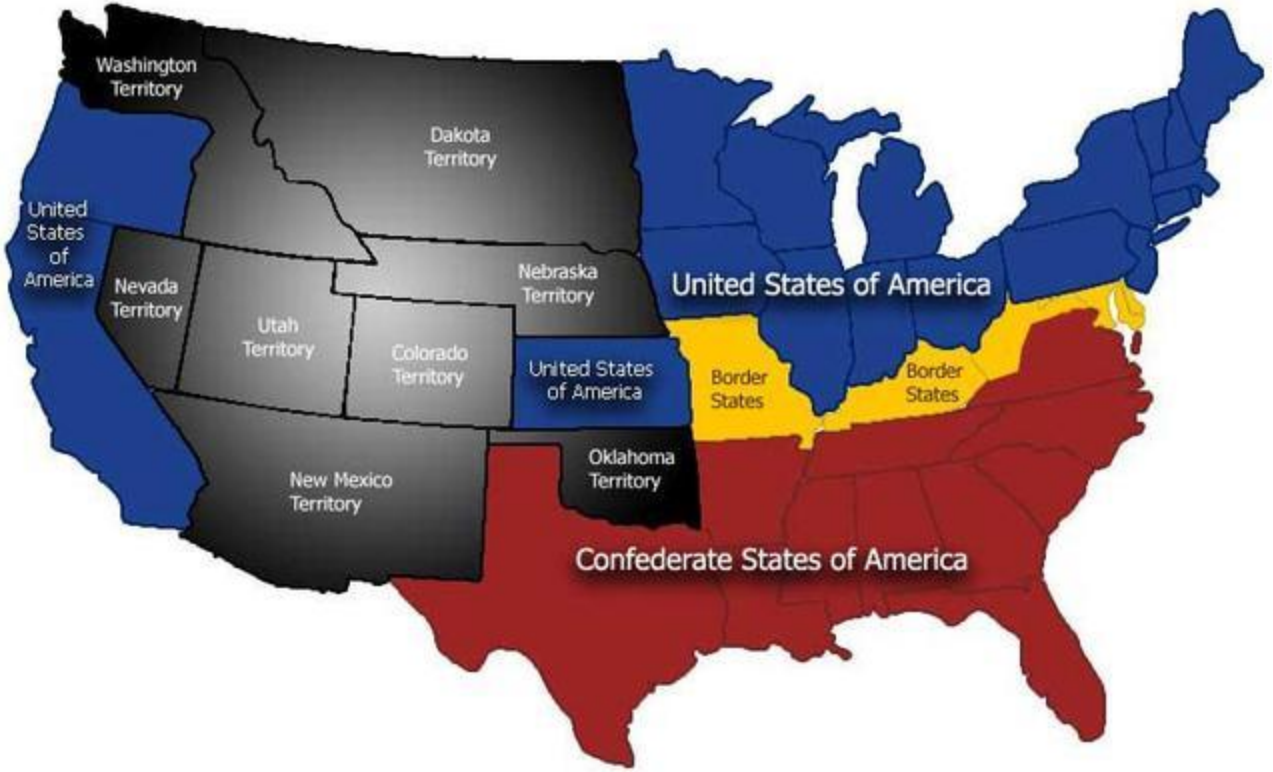 Washington
Territory
Dakota
Territory
United
States
of
America
Nevada
Territory
Utah
Territory
Colorado
Territory
Nebraska
Territory
United States of America
United States
of America
Border
States
Border
States
New Mexico
Territory
Oklahoma
Territory
Confederate States of America